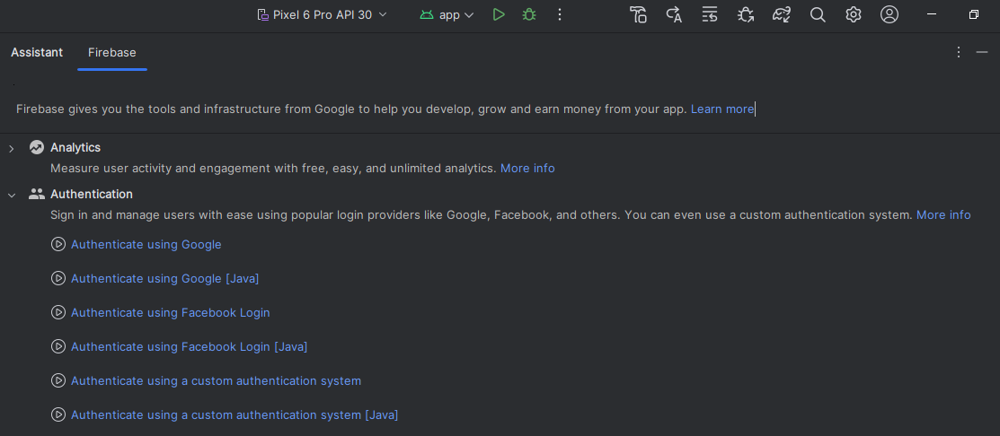 Pixel 6 Pro API 30 app
Assistant Firebase
Firebase gives you the tools and infrastructure from Google to help you develop, grow and earn money from your app. Learn more
Analytics
Measure user activity and engagement with free, easy, and unlimited analytics. More info
Authentication
Sign in and manage users with ease using popular login providers like Google, Facebook, and others. You can even use a custom authentication system. More info
Authenticate using Google
Authenticate using Google [Java]
Authenticate using Facebook Login
Authenticate using Facebook Login [Java]
Authenticate using a custom authentication system
Authenticate using a custom authentication system [Java]